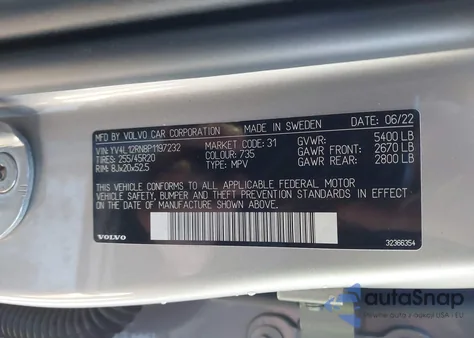 MFD BY VOLVO CAR CORPORATION MADE IN SWEDEN DATE: 06/22
VIN: YV4L12RN8P1197232 MARKET CODE: 31 GVWR: 5400 LB
TIRES: 255/45R20 COLOUR: 735 GAWR FRONT: 2670 LB
RIM: 8Jx20x52.5 TYPE: MPV GAWR REAR: 2800 LB
THIS VEHICLE CONFORMS TO ALL APPLICABLE FEDERAL MOTOR
VEHICLE SAFETY, BUMPER, AND THEFT PREVENTION STANDARDS IN EFFECT
ON THE DATE OF MANUFACTURE SHOWN ABOVE.
VOLVO 32366354
autaSnap